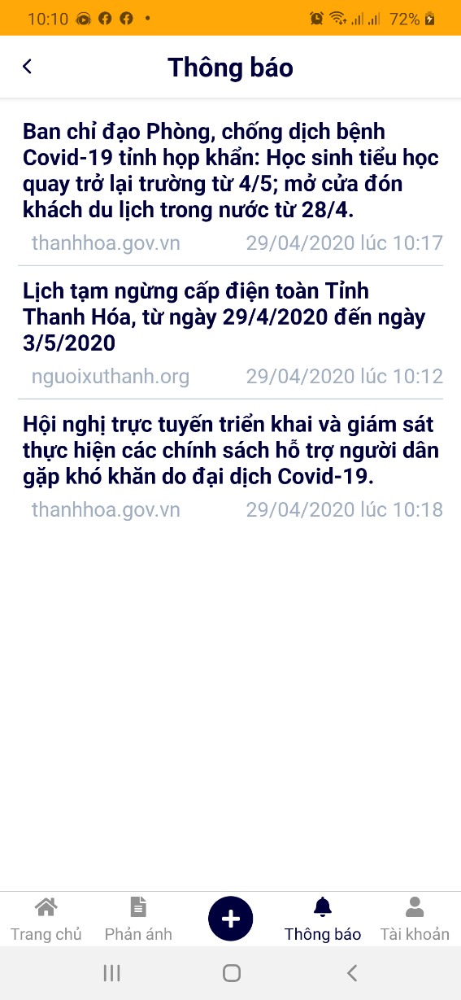 10:10
72%
Thông báo
Ban chỉ đạo Phòng, chống dịch bệnh
Covid-19 tỉnh họp khẩn: Học sinh tiểu học
quay trở lại trường từ 4/5; mở cửa đón
khách du lịch trong nước từ 28/4.
thanhhoa.gov.vn 29/04/2020 lúc 10:17
Lịch tạm ngừng cấp điện toàn Tỉnh
Thanh Hóa, từ ngày 29/4/2020 đến ngày
3/5/2020
nguoixuthanh.org 29/04/2020 lúc 10:12
Hội nghị trực tuyến triển khai và giám sát
thực hiện các chính sách hỗ trợ người dân
gặp khó khăn do đại dịch Covid-19.
thanhhoa.gov.vn 29/04/2020 lúc 10:18
Trang chủ Phản ánh Thông báo Tài khoản